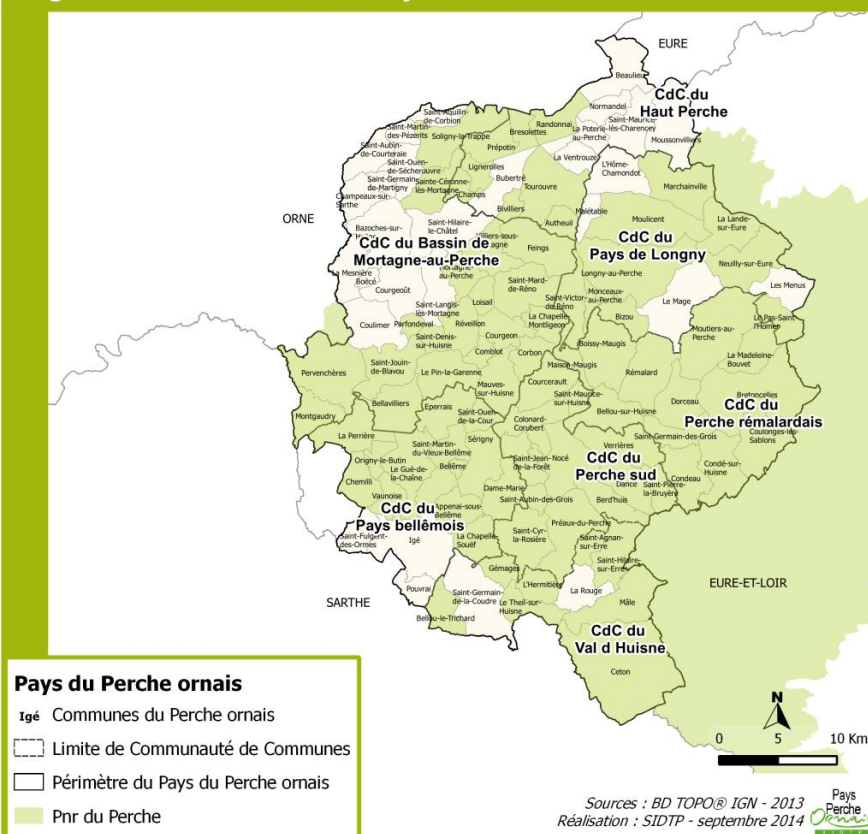 EURE
Beaulieu
CdC du
Haut Perche
Normandel
Saint-Maurice-
lès-Charencey
La Poterie-
au-Perche
Moussonvilliers
Saint-Aquilin-
de-Corbion
Saint-Martin-
des-Pézerits
Soligny-la-Trappe
Randonnai
Bresolettes
Prépotin
La Ventrouze
L'Hôme-
Chamondot
Saint-Aubin-
de-Courteraie
Saint-Ouen-
de-Sécherouvre
Saint-Germain-
de-Martigny
Sainte-Céronne-
lès-Mortagne
Lignerolles
Bubertré
Tourouvre
Champs
Marchainville
Champeaux-sur-
Sarthe
Bivilliers
Malétable
Autheuil
Moulicent
La Lande-
sur-Eure
ORNE
Saint-Hilaire-
le-Châtel
Bazoches-sur-
CdC du Bassin de
Mortagne-au-Perche
Feings
CdC du
Pays de Longny
Neuilly-sur-Eure
au-Perche
La Mesnière
Boëcé
Courgeoût
Saint-Mard-
de-Réno
Longny-au-Perche
Monceaux-
au-Perche
Les Menus
Saint-Langis-
lès-Mortagne
Loisail
Saint-Victor-
de-Réno
Le Mage
Bizou
Coulimer
Parfondeval
Réveillon
La Chapelle-
Montligeon
Le Pas-Saint-
l'Homer
Moutiers-au-
Perche
Saint-Denis-
sur-Huisne
Courgeon
Comblot
Corbon
Boissy-Maugis
La Madeleine-
Bouvet
Pervenchères
Saint-Jouin-
de-Blavou
Le Pin-la-Garenne
Maison-Maugis
Rémalard
Mauves-
sur-Huisne
Courcerault
Saint-Maurice-
sur-Huisne
Dorceau
Bretoncelles
CdC du
Perche rémalardais
Bellavilliers
Eperrais
Saint-Ouen-
de-la-Cour
Colonard-
Corubert
Bellou-sur-Huisne
Coulonges-les-
Sablons
Montgaudry
La Perrière
Saint-Martin-
du-Vieux-Bellême
Sérigny
Verrières
Saint-Germain-des-Grois
CdC du
Perche sud
Origny-le-Butin
Le Gué-de-
la-Chaîne
Bellême
Saint-Jean-
de-la-Forêt
Nocé
Condé-sur-
Huisne
Condeau
Chemilli
Dame-Marie
Dancé
Saint-Pierre-
la-Bruyère
Vaunoise
Saint-Aubin-des-Grois
Berd'huis
CdC du
Pays bellêmois
Appenai-sous-
Bellême
Préaux-du-Perche
Saint-Fulgent-
des-Ormes
Igé
La Chapelle-
Souëf
Saint-Cyr-
la-Rosière
Saint-Agnan-
sur-Erre
Gémages
Saint-Hilaire-
sur-Erre
L'Hermitière
La Rouge
EURE-ET-LOIR
Pouvrai
Saint-Germain-
de-la-Coudre
Le Theil-sur-
Huisne
Mâle
SARTHE
Bellou-le-Trichard
CdC du
Val d Huisne
Ceton
Pays du Perche ornais
Igé Communes du Perche ornais
Limite de Communauté de Communes
Périmètre du Pays du Perche ornais
Pnr du Perche
N
0 5 10 Km
Sources : BD TOPO® IGN - 2013
Réalisation : SIDTP - septembre 2014
Pays
Perche
Ornais